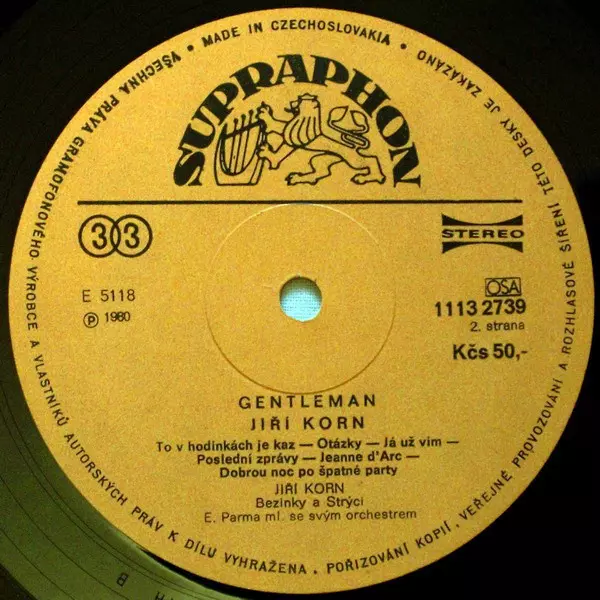 VŠECHNA PRÁVA GRAMOFONOVÉHO VÝROBCE A VLASTNÍKŮ AUTORSKÝCH PRÁV K DÍLU VYHRAŽENA . POŘIZOVÁNÍ KOPIÍ, VEŘEJNÉ PROVOZOVÁNÍ A ROZHLASOVÉ ŠÍŘENÍ TÉTO DESKY JE ZAKÁZÁNO
• MADE IN CZECHOSLOVAKIA •
SUPRAPHON
33
STEREO
E 5118
Ⓟ 1980
OSA
1113 2739
2. strana
Kčs 50,-
GENTLEMAN
JIŘÍ KORN
To v hodinkách je kaz — Otázky — Já už vím —
Poslední zprávy — Jeanne d'Arc —
Dobrou noc po špatné party
JIŘÍ KORN
Bezinky a Strýci
E. Parma ml. se svým orchestrem